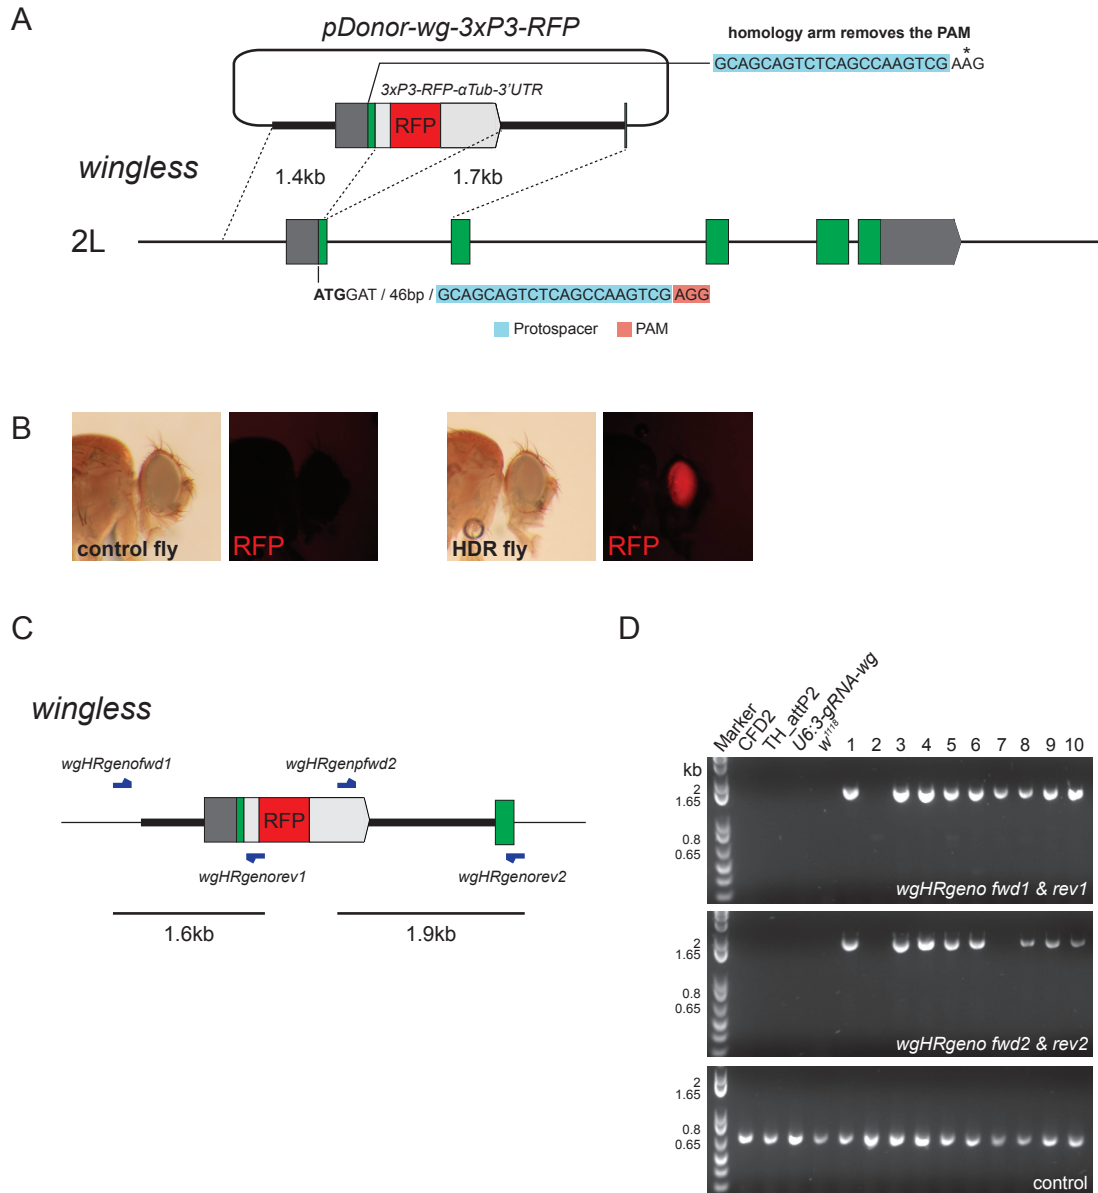 A
pDonor-wg-3xP3-RFP
homology arm removes the PAM
*
GCAGCAGTCTCAGCCAAGTCGAAG
3xP3-RFP-αTub-3'UTR
RFP
wingless
1.4kb
1.7kb
2L
ATGGAT / 46bp / GCAGCAGTCTCAGCCAAGTCGAGG
Protospacer
PAM
B
control fly
RFP
HDR fly
RFP
C
wingless
wgHRgenofwd1
wgHRgenpfwd2
RFP
wgHRgenorev1
wgHRgenorev2
1.6kb
1.9kb
D
Marker
CFD2
TH_attP2
U6:3-gRNA-wg
w1118
1 2 3 4 5 6 7 8 9 10
kb
2
1.65
0.8
0.65
wgHRgeno fwd1 & rev1
2
1.65
0.8
0.65
wgHRgeno fwd2 & rev2
2
1.65
0.8
0.65
control